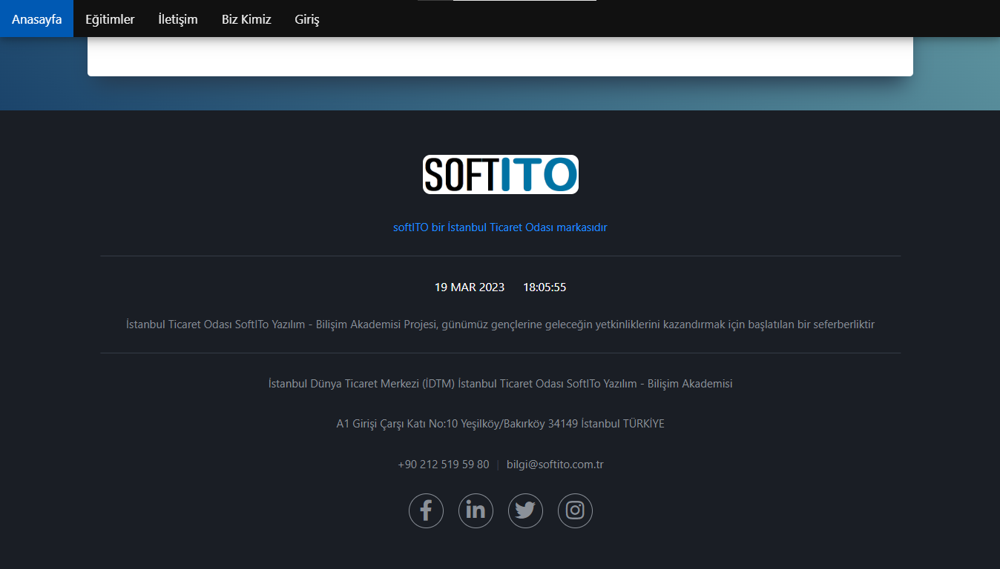 Anasayfa Eğitimler İletişim Biz Kimiz Giriş
SOFTITO
softITO bir İstanbul Ticaret Odası markasıdır
19 MAR 2023 18:05:55
İstanbul Ticaret Odası SoftITo Yazılım - Bilişim Akademisi Projesi, günümüz gençlerine geleceğin yetkinliklerini kazandırmak için başlatılan bir seferberliktir
İstanbul Dünya Ticaret Merkezi (İDTM) İstanbul Ticaret Odası SoftITo Yazılım - Bilişim Akademisi
A1 Girişi Çarşı Katı No:10 Yeşilköy/Bakırköy 34149 İstanbul TÜRKİYE
+90 212 519 59 80 | bilgi@softito.com.tr